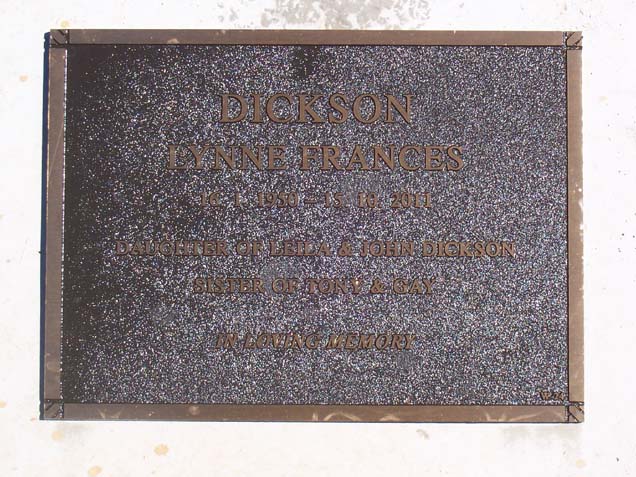 DICKSON
LYNNE FRANCES
16. 1. 1950 – 15. 10. 2011
DAUGHTER OF LEILA & JOHN DICKSON
SISTER OF TONY & GAY
IN LOVING MEMORY